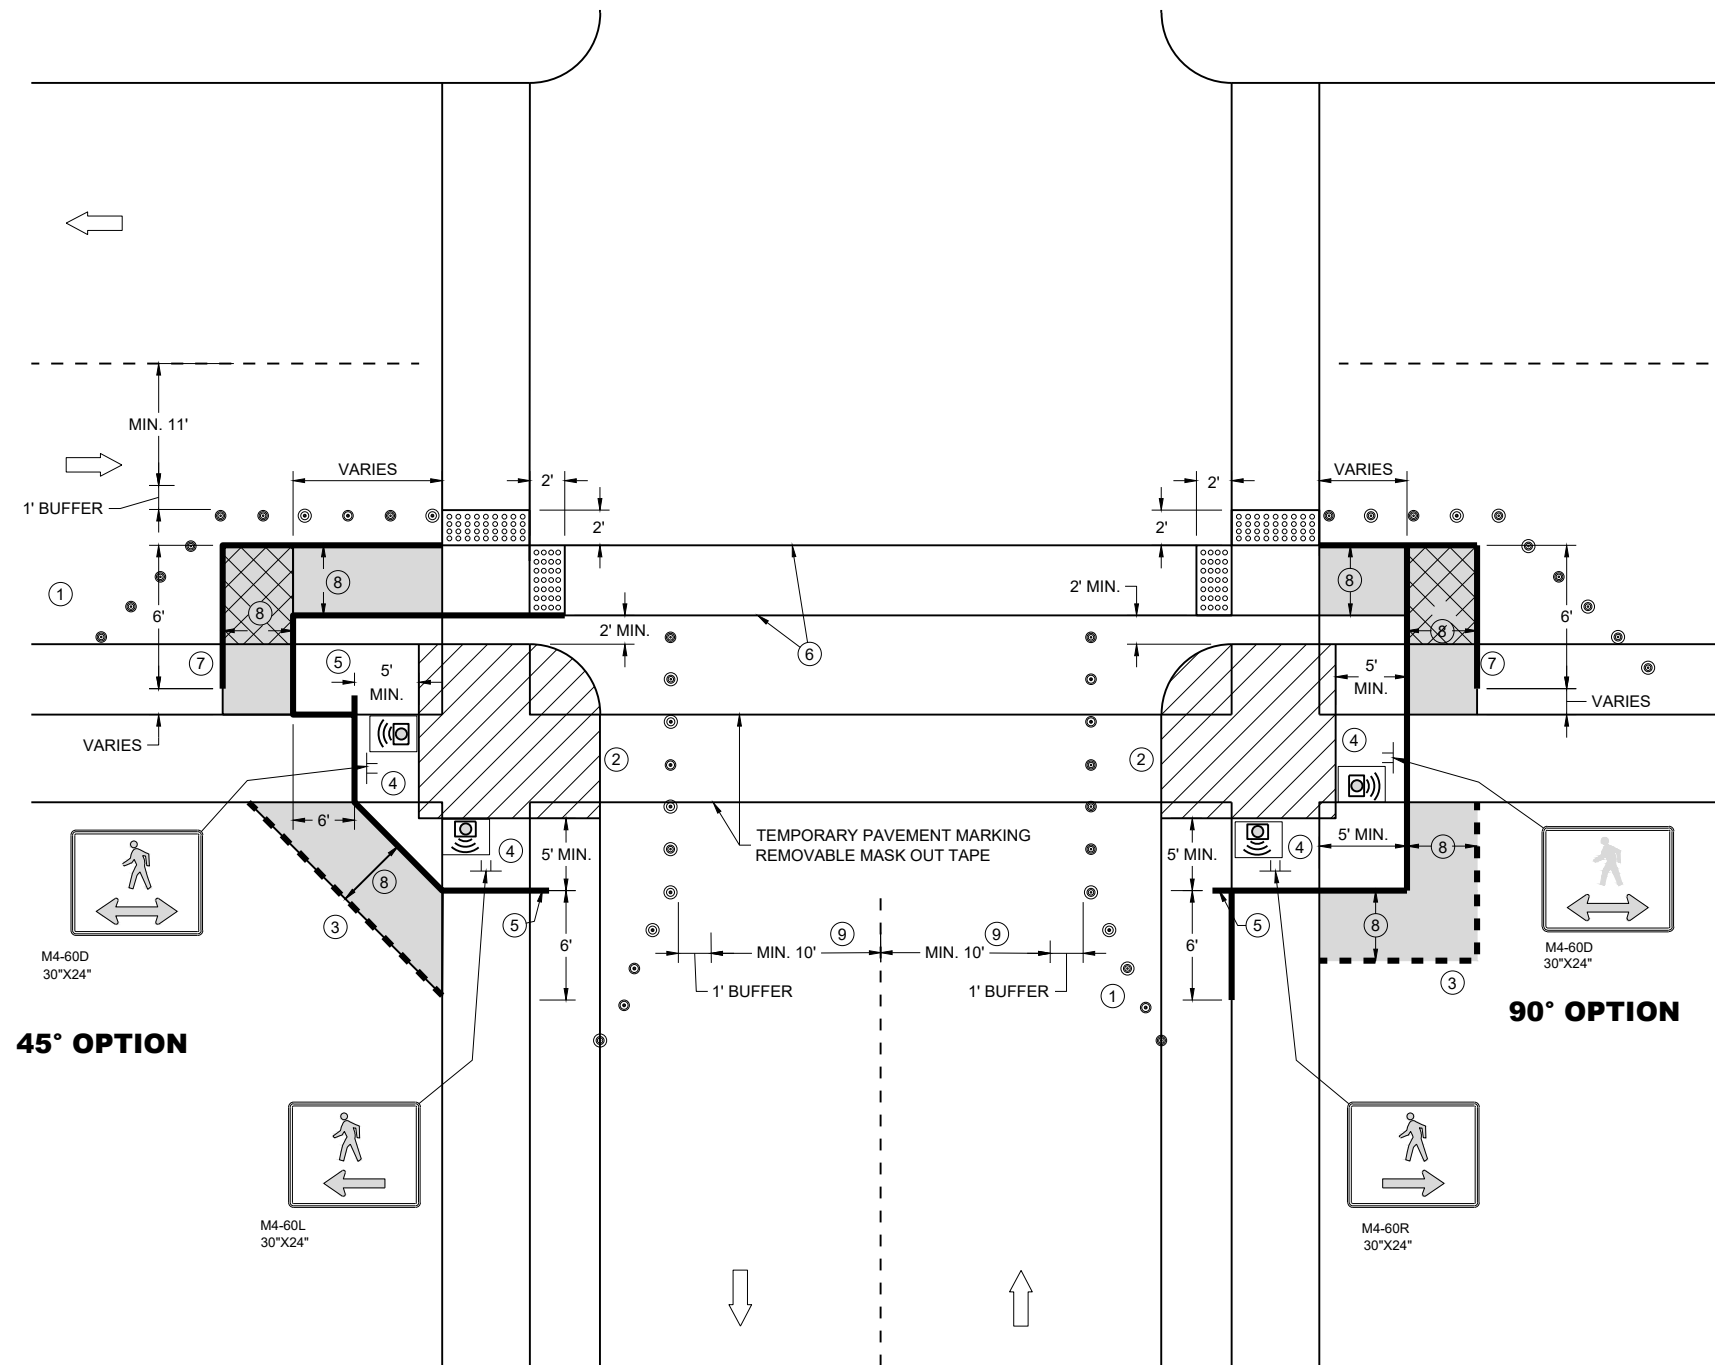 MIN. 11'
VARIES
2'
2'
2'
VARIES
1' BUFFER
2'
2' MIN.
8
8
1
8
6'
6'
2' MIN.
8
6
7
5
5'
MIN.
5'
MIN.
7
VARIES
VARIES
4
2
2
4
6'
TEMPORARY PAVEMENT MARKING
REMOVABLE MASK OUT TAPE
4
5' MIN.
5' MIN.
4
5' MIN.
8
8
3
5
6'
9
MIN. 10'
9
MIN. 10'
6'
5
8
M4-60D
30"X24"
M4-60D
30"X24"
1' BUFFER
1' BUFFER
1
3
45° OPTION
90° OPTION
M4-60L
30"X24"
M4-60R
30"X24"